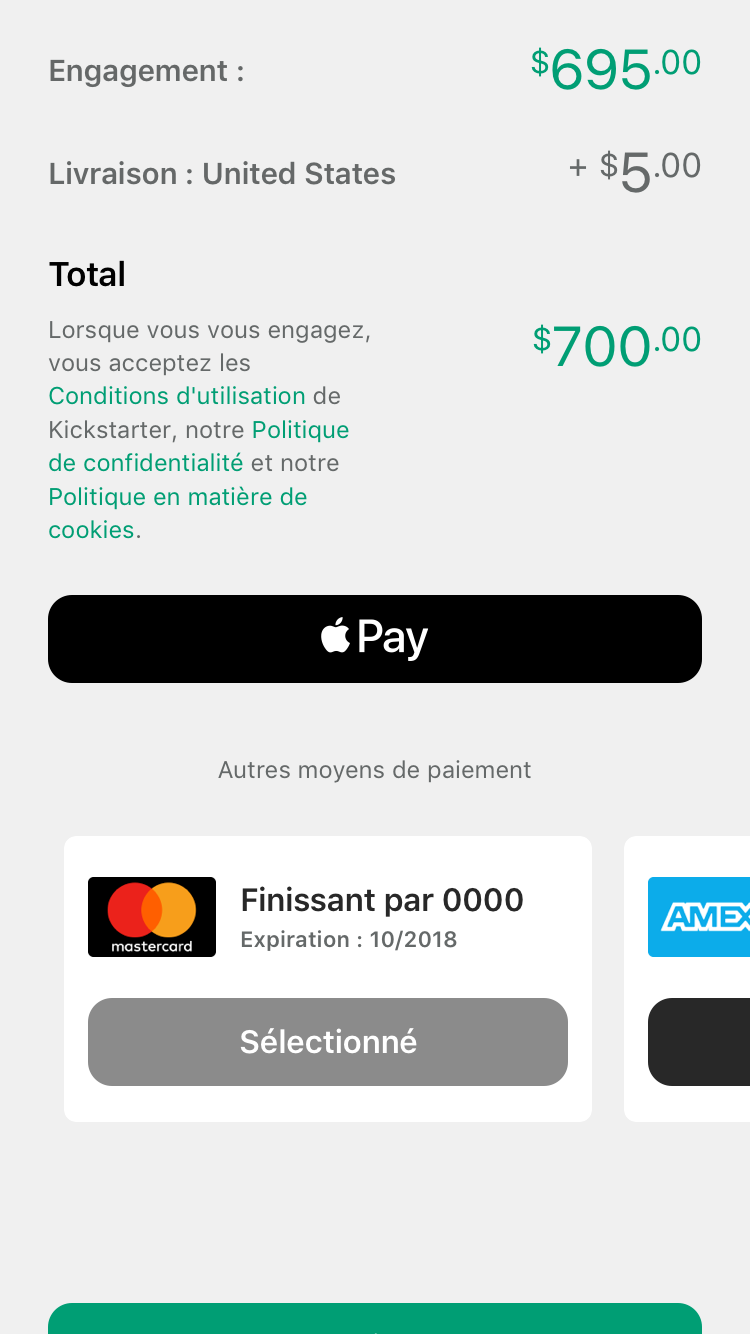 Engagement :
$695.00
Livraison : United States
+ $5.00
Total
Lorsque vous vous engagez,
vous acceptez les
Conditions d'utilisation de
Kickstarter, notre Politique
de confidentialité et notre
Politique en matière de
cookies.
$700.00
Pay
Autres moyens de paiement
mastercard
Finissant par 0000
Expiration : 10/2018
Sélectionné
AMEX